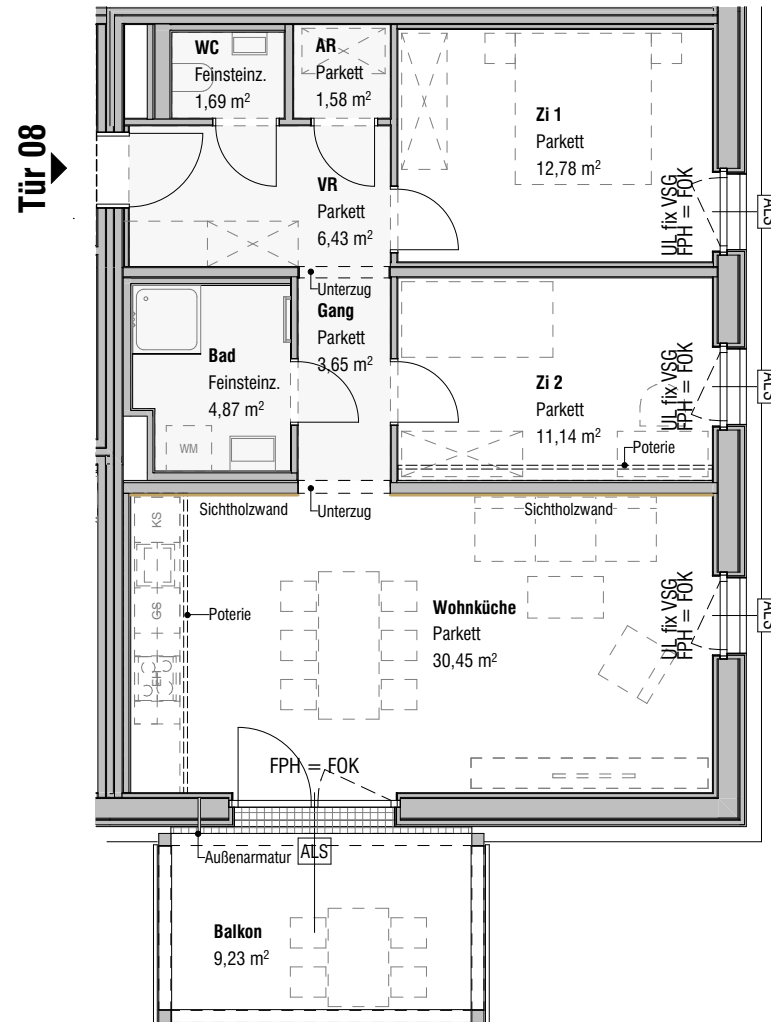 WC
Feinsteinz.
1,69 m²
AR
Parkett
1,58 m²
Zi 1
Parkett
12,78 m²
Tür 08
VR
Parkett
6,43 m²
UL fix VSG
FPH = FOK
ALS
Unterzug
Gang
Parkett
3,65 m²
Bad
Feinsteinz.
4,87 m²
WM
Zi 2
Parkett
11,14 m²
UL fix VSG
FPH = FOK
ALS
Poterie
Sichtholzwand
Unterzug
Sichtholzwand
KS
GS
EH
Poterie
Wohnküche
Parkett
30,45 m²
UL fix VSG
FPH = FOK
ALS
FPH = FOK
Außenarmatur
ALS
Balkon
9,23 m²